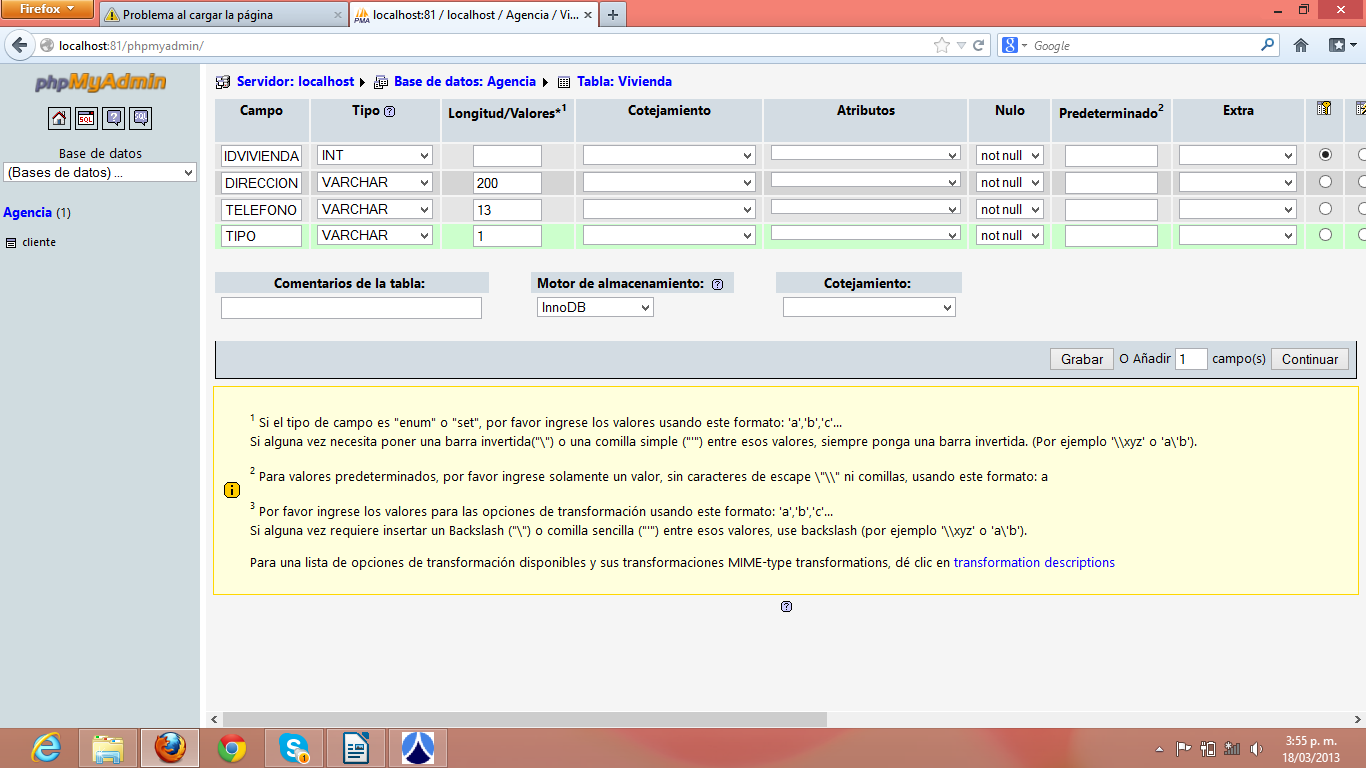 Firefox
Problema al cargar la página
localhost:81 / localhost / Agencia / Vi...
localhost:81/phpmyadmin/
Google
phpMyAdmin
SQL
Base de datos
(Bases de datos) ...
Agencia (1)
cliente
Servidor: localhost
Base de datos: Agencia
Tabla: Vivienda
Campo Tipo Longitud/Valores*1 Cotejamiento Atributos Nulo Predeterminado2 Extra
IDVIVIENDA INT not null
DIRECCION VARCHAR 200 not null
TELEFONO VARCHAR 13 not null
TIPO VARCHAR 1 not null
Comentarios de la tabla: Motor de almacenamiento: Cotejamiento:
InnoDB
Grabar O Añadir 1 campo(s) Continuar
1 Si el tipo de campo es "enum" o "set", por favor ingrese los valores usando este formato: 'a','b','c'...
Si alguna vez necesita poner una barra invertida("\") o una comilla simple ("'") entre esos valores, siempre ponga una barra invertida. (Por ejemplo '\\xyz' o 'a\'b').
2 Para valores predeterminados, por favor ingrese solamente un valor, sin caracteres de escape \"\\" ni comillas, usando este formato: a
3 Por favor ingrese los valores para las opciones de transformación usando este formato: 'a','b','c'...
Si alguna vez requiere insertar un Backslash ("\") o comilla sencilla ("'") entre esos valores, use backslash (por ejemplo '\\xyz' o 'a\'b').
Para una lista de opciones de transformación disponibles y sus transformaciones MIME-type transformations, dé clic en transformation descriptions
3:55 p. m.
18/03/2013